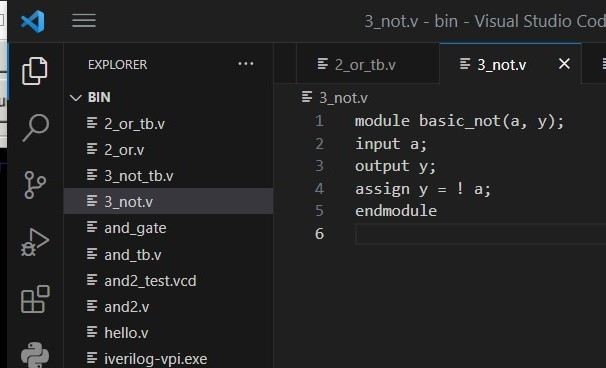 3_not.v - bin - Visual Studio Cod
EXPLORER
...
BIN
2_or_tb.v
2_or.v
3_not_tb.v
3_not.v
and_gate
and_tb.v
and2_test.vcd
and2.v
hello.v
iverilog-vpi.exe
2_or_tb.v
3_not.v
3_not.v
1 module basic_not(a, y);
2 input a;
3 output y;
4 assign y = ! a;
5 endmodule
6